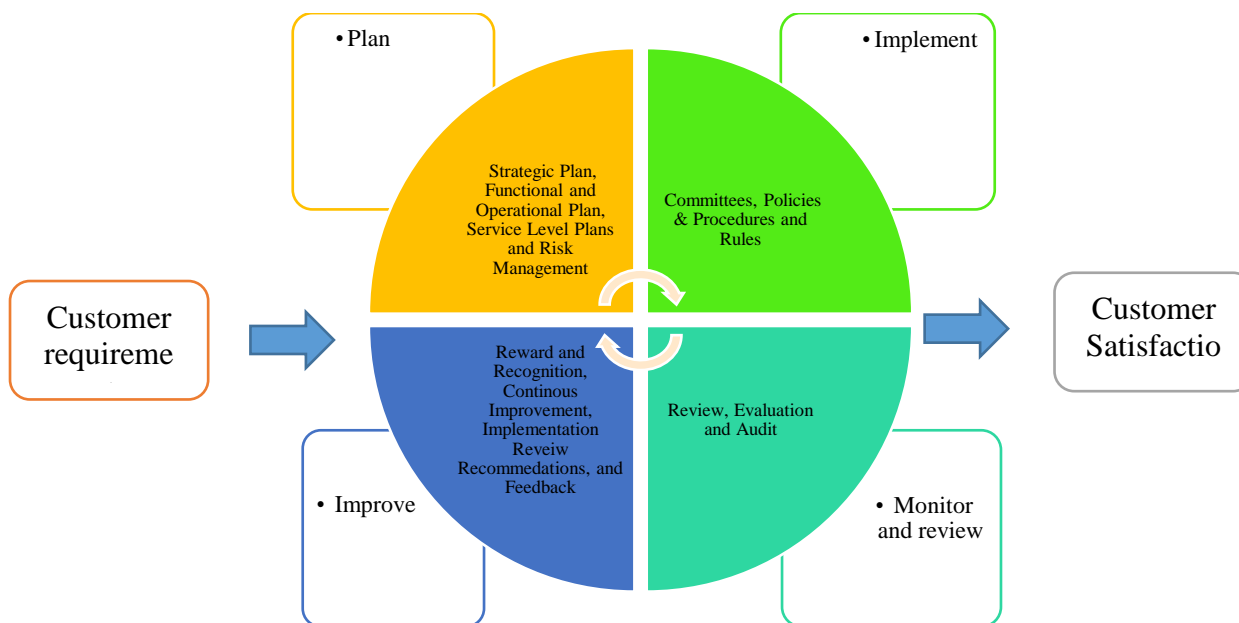 • Plan
• Implement
Strategic Plan,
Functional and
Operational Plan,
Service Level Plans
and Risk
Management
Committees, Policies
& Procedures and
Rules
Customer
requireme
Customer
Satisfactio
Reward and
Recognition,
Continous
Improvement,
Implementation
Reveiw
Recommedations, and
Feedback
Review, Evaluation
and Audit
• Improve
• Monitor
and review